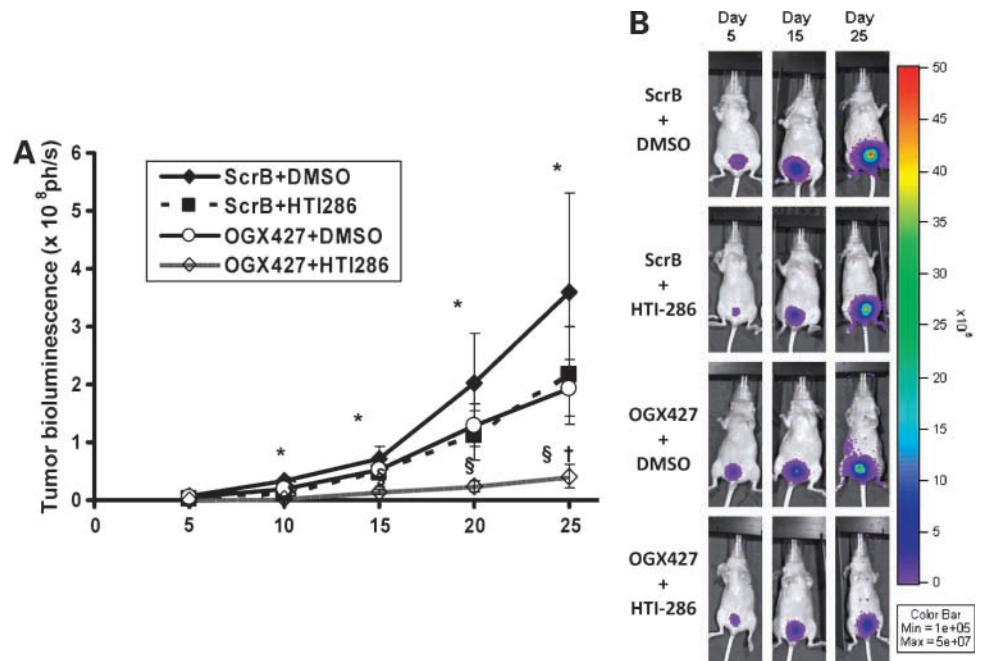 A
6
5
4
3
2
1
0
Tumor bioluminescence (x 10⁸ph/s)
ScrB+DMSO
ScrB+HTI286
OGX427+DMSO
OGX427+HTI286
*
*
*
*
§
§
§ †
0 5 10 15 20 25
B
Day 5
Day 15
Day 25
ScrB
+
DMSO
ScrB
+
HTI-286
OGX427
+
DMSO
OGX427
+
HTI-286
50
45
40
35
30
25
20
15
10
5
0
Color Bar
Min = 1e+05
Max = 5e+07